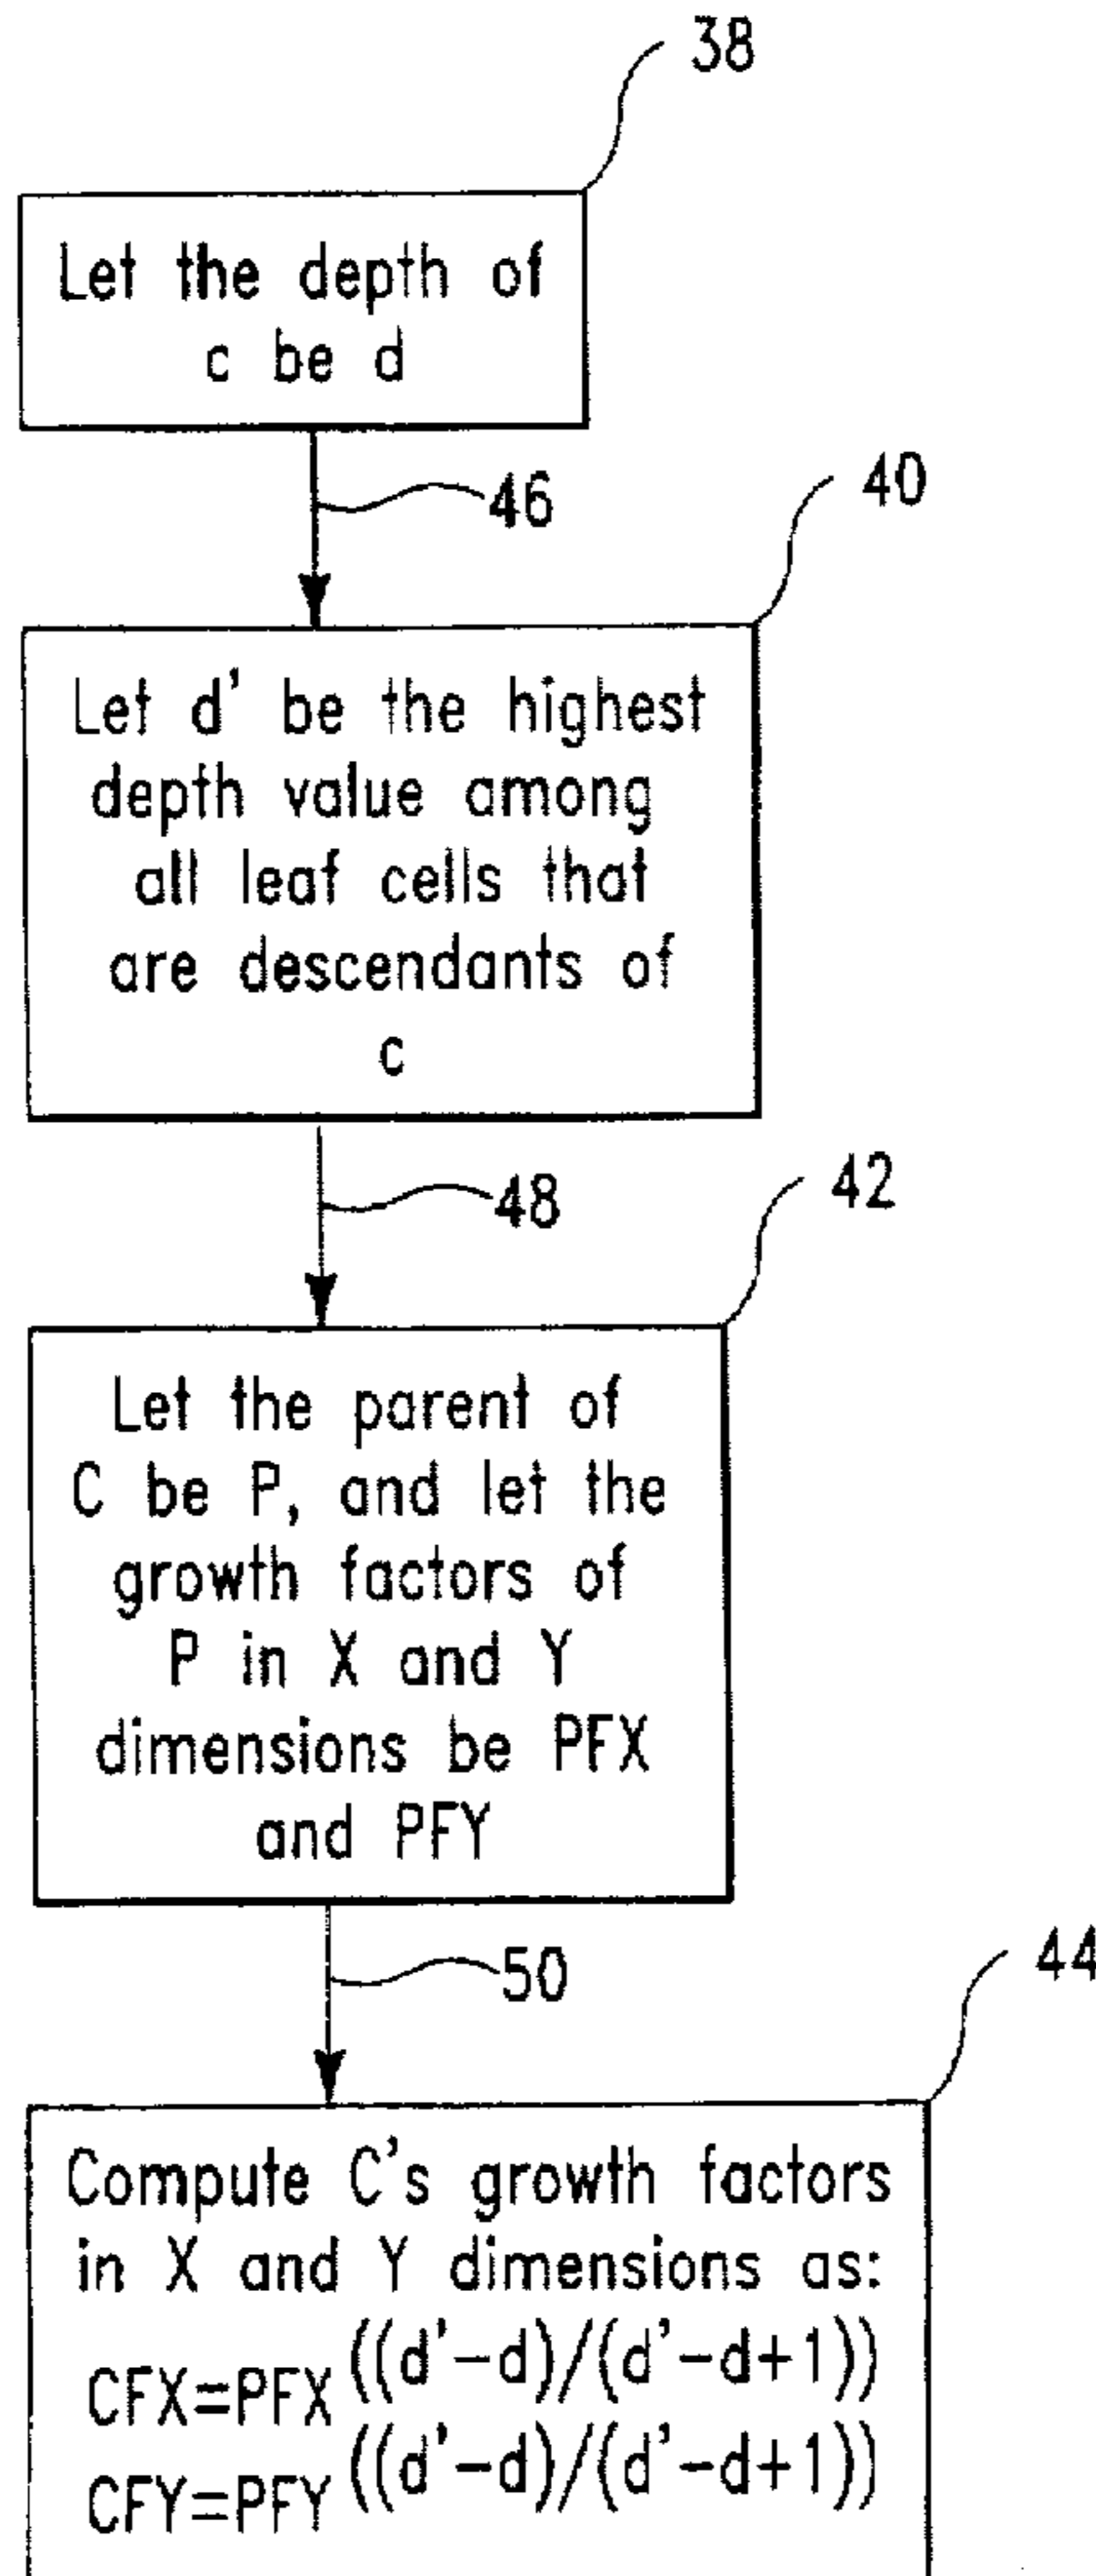 38
Let the depth of
c be d
46
40
Let d' be the highest
depth value among
all leaf cells that
are descendants of
c
48
42
Let the parent of
C be P, and let the
growth factors of
P in X and Y
dimensions be PFX
and PFY
50
44
Compute C's growth factors
in X and Y dimensions as:
CFX=PFX((d'-d)/(d'-d+1))
CFY=PFY((d'-d)/(d'-d+1))